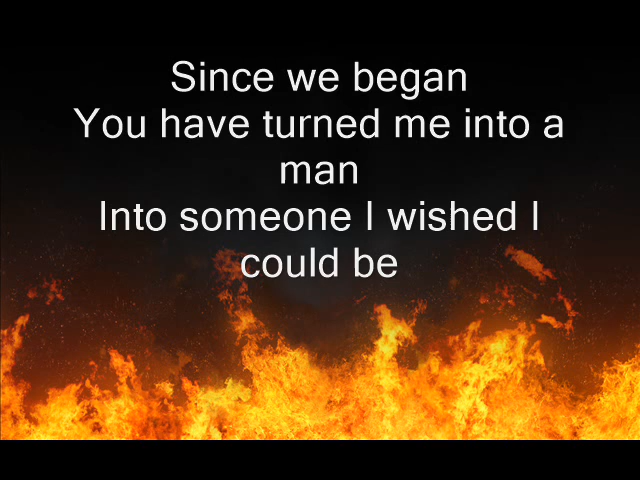 Since we began
You have turned me into a
man
Into someone I wished I
could be